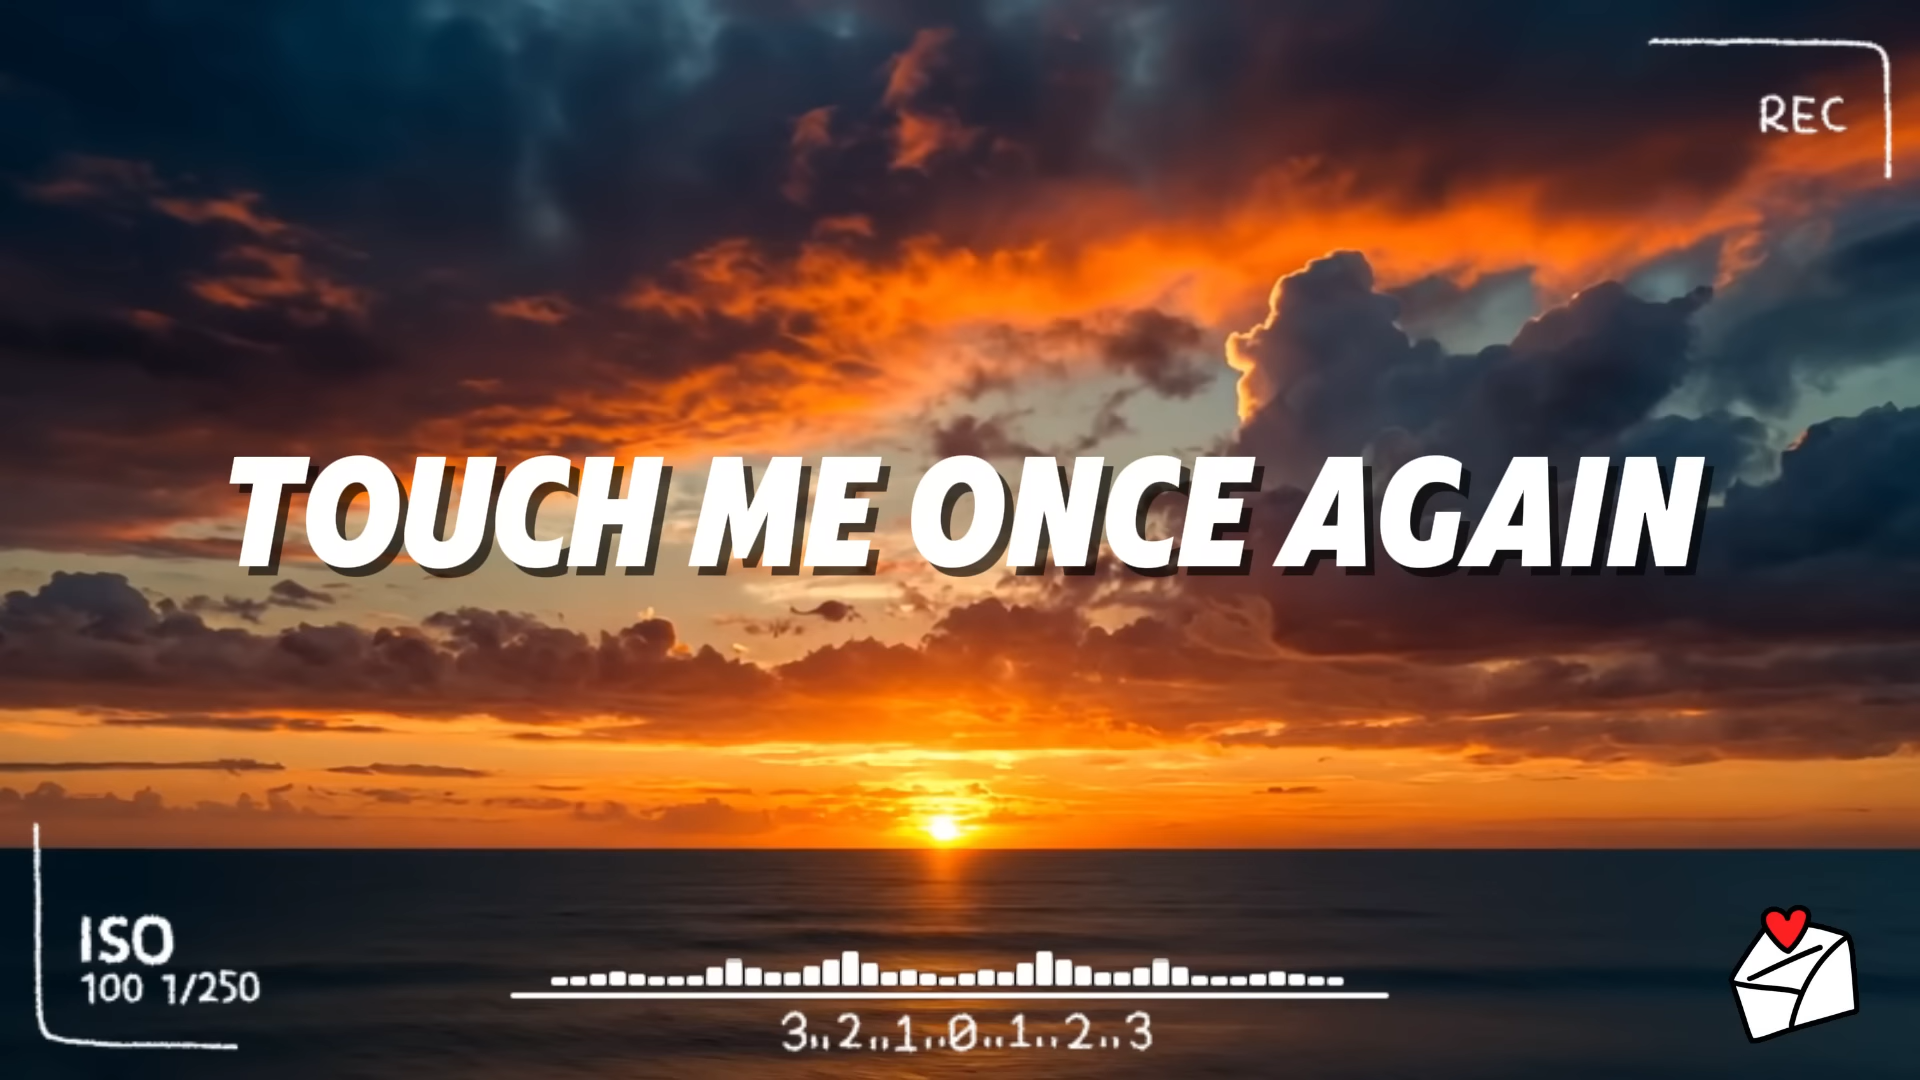 REC
TOUCH ME ONCE AGAIN
ISO
100 1/250
3..2..1..0..1..2..3